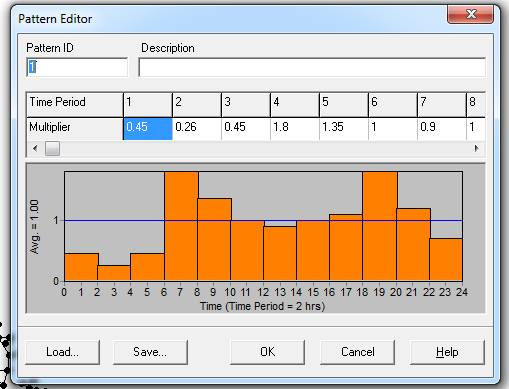 Pattern Editor
Pattern ID Description
1
Time Period 1 2 3 4 5 6 7 8
Multiplier 0.45 0.26 0.45 1.8 1.35 1 0.9 1
Avg. = 1.00
1
0 1 2 3 4 5 6 7 8 9 10 11 12 13 14 15 16 17 18 19 20 21 22 23 24
Time (Time Period = 2 hrs)
Load... Save... OK Cancel Help